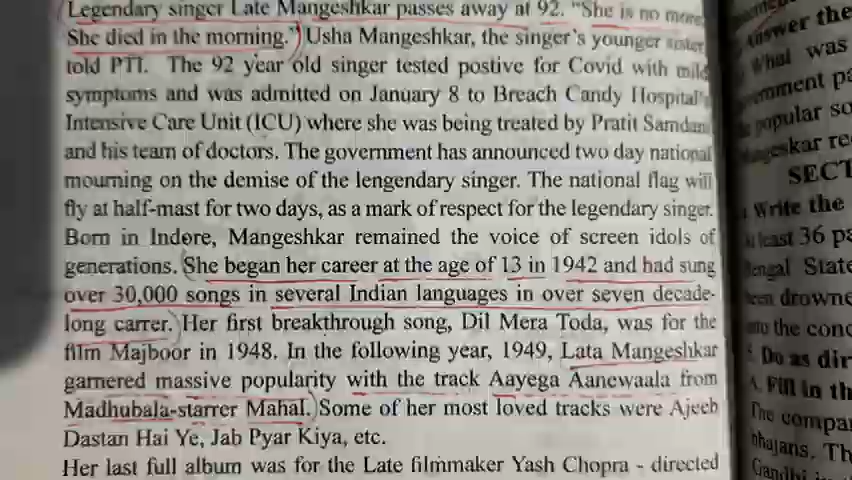 Legendary singer Late Mangeshkar passes away at 92. "She is no more
She died in the morning." Usha Mangeshkar, the singer's younger sister
told PTI. The 92 year old singer tested postive for Covid with mild
symptoms and was admitted on January 8 to Breach Candy Hospital's
Intensive Care Unit (ICU) where she was being treated by Pratit Samdani
and his team of doctors. The government has announced two day national
mourning on the demise of the lengendary singer. The national flag will
fly at half-mast for two days, as a mark of respect for the legendary singer.
Born in Indore, Mangeshkar remained the voice of screen idols of
generations. She began her career at the age of 13 in 1942 and had sung
over 30,000 songs in several Indian languages in over seven decade-
long carrer. Her first breakthrough song, Dil Mera Toda, was for the
film Majboor in 1948. In the following year, 1949, Lata Mangeshkar
garnered massive popularity with the track Aayega Aanewaala from
Madhubala-starrer Mahal. Some of her most loved tracks were Ajeeb
Dastan Hai Ye, Jab Pyar Kiya, etc.
Her last full album was for the Late filmmaker Yash Chopra - directed
Answer the
What was
popular so
SECT
Write the
least 36 pa
State
drowne
the conc
Do as dir
A. Fill in th
The compa
bhajans. Th
Gandhi